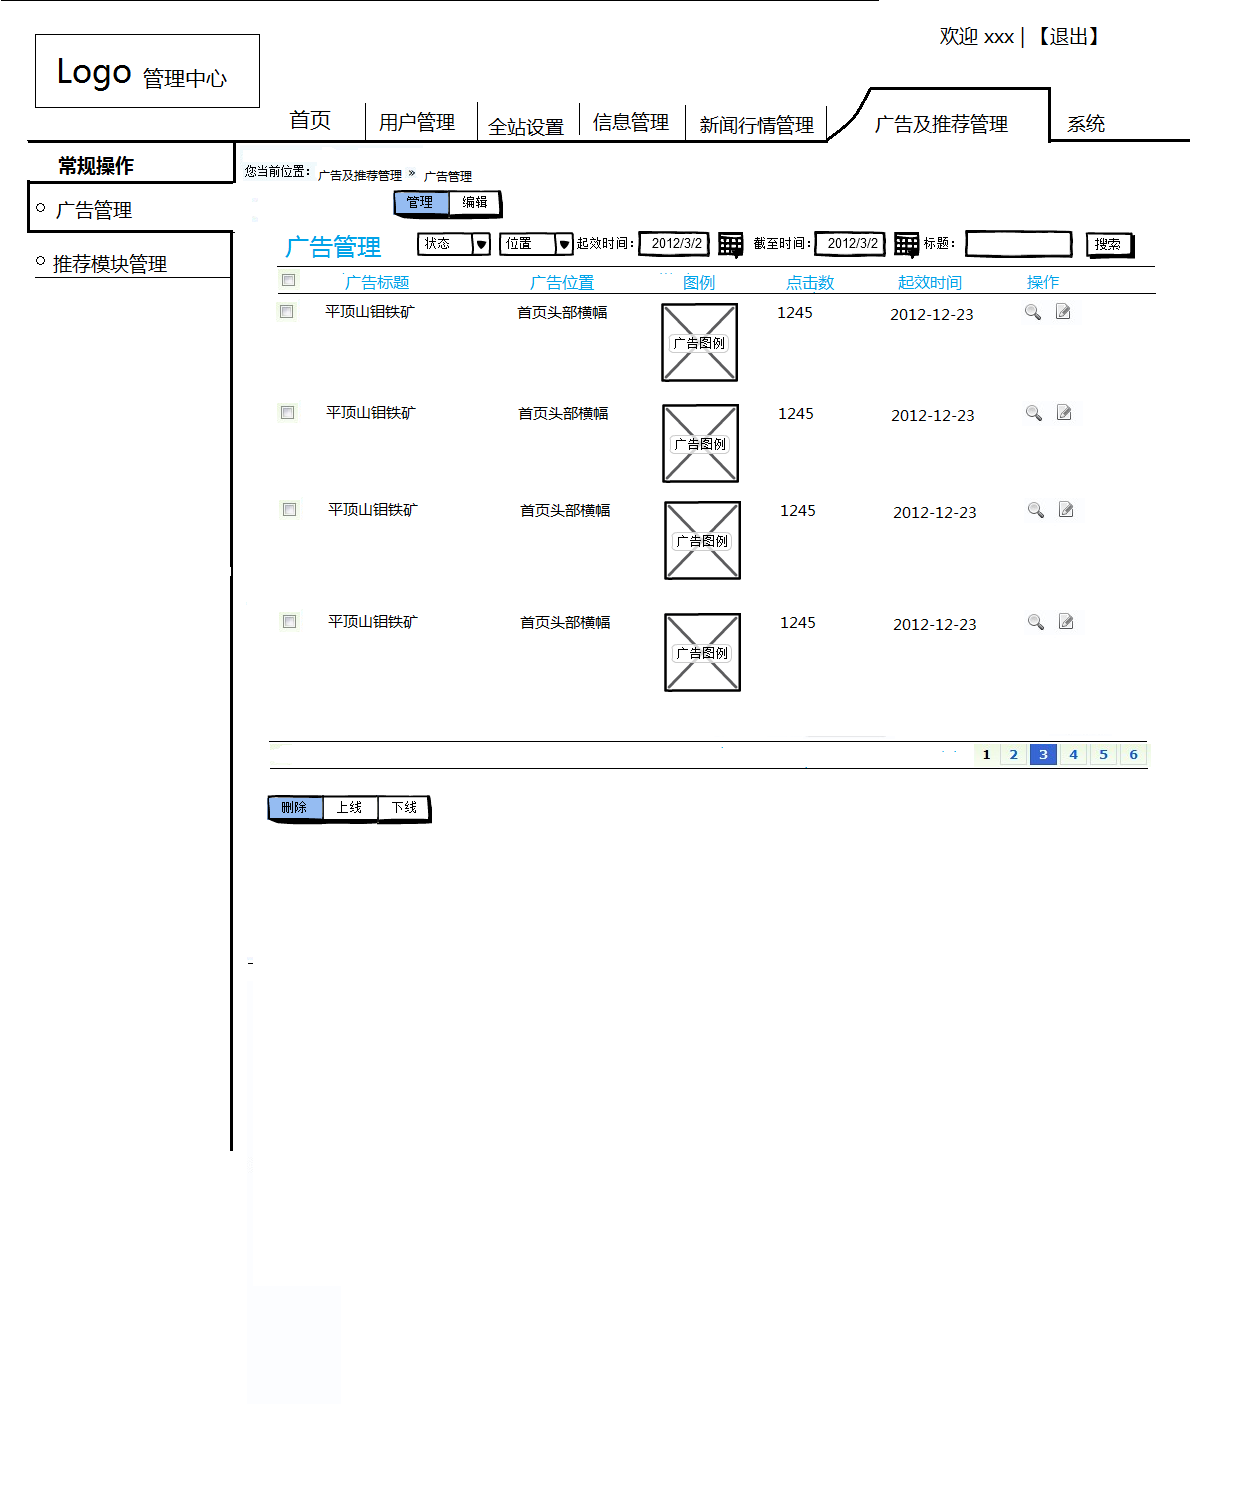 欢迎 xxx | 【退出】
Logo 管理中心
首页 用户管理 全站设置 信息管理 新闻行情管理 广告及推荐管理 系统
常规操作
广告管理
推荐模块管理
您当前位置： 广告及推荐管理 » 广告管理
管理 编辑
广告管理 状态 位置 起效时间： 2012/3/2 截至时间： 2012/3/2 标题： 搜索
广告标题 广告位置 图例 点击数 起效时间 操作
平顶山钼铁矿 首页头部横幅 广告图例 1245 2012-12-23
平顶山钼铁矿 首页头部横幅 广告图例 1245 2012-12-23
平顶山钼铁矿 首页头部横幅 广告图例 1245 2012-12-23
平顶山钼铁矿 首页头部横幅 广告图例 1245 2012-12-23
1 2 3 4 5 6
删除 上线 下线